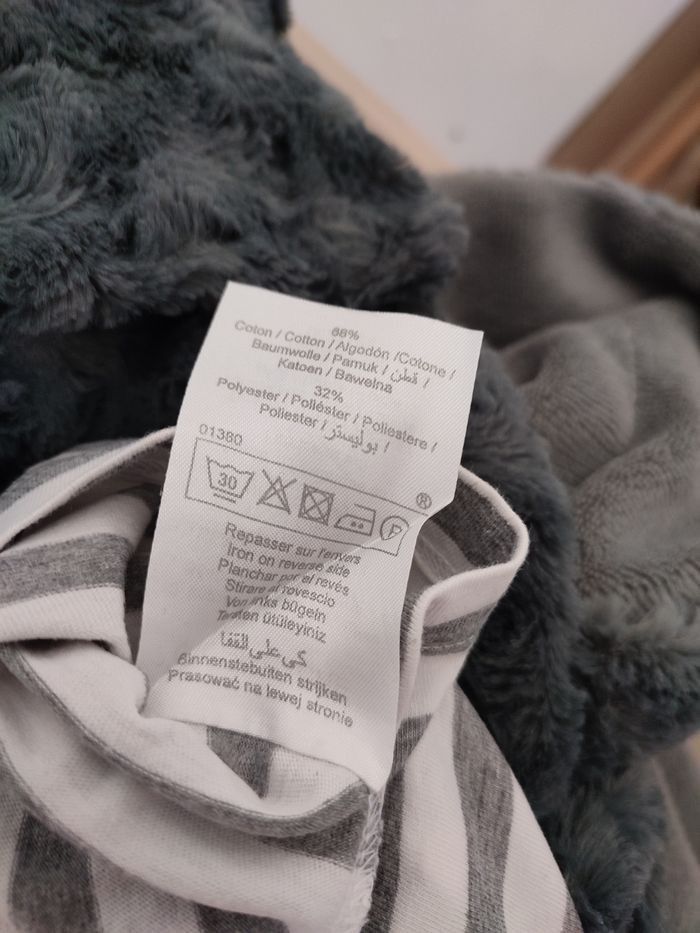 68%
Coton / Cotton / Algodón /Cotone /
Baumwolle / Pamuk / قطن /
Katoen / Bawełna
32%
Polyester / Poliéster / Poliestere /
Poliester / بوليستر /
01380
®
30 F
Repasser sur l'envers
Iron on reverse side
Planchar por el revés
Stirare al rovescio
Von links bügeln
Tersten ütüleyiniz
كي على القفا
Binnenstebuiten strijken
Prasować na lewej stronie